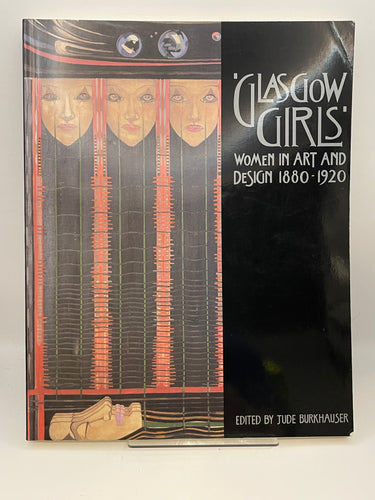 'GLASGOW
GIRLS'
WOMEN IN ART AND
DESIGN 1880-1920
EDITED BY JUDE BURKHAUSER